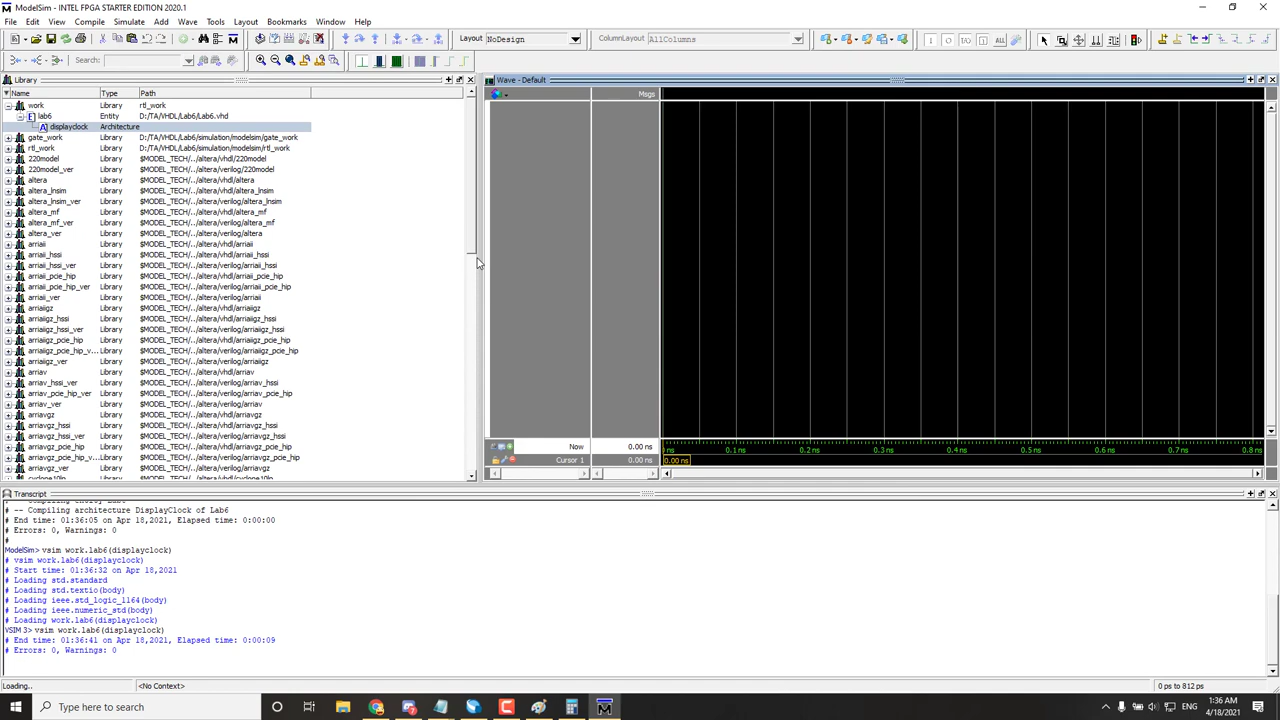 ModelSim - INTEL FPGA STARTER EDITION 2020.1
File Edit View Compile Simulate Add Wave Tools Layout Bookmarks Window Help
Layout NoDesign ColumnLayout AllColumns
Search:
Library
Name Type Path
work Library rtl_work
lab6 Entity D:/TA/VHDL/Lab6/Lab6.vhd
displayclock Architecture
gate_work Library D:/TA/VHDL/Lab6/simulation/modelsim/gate_work
rtl_work Library D:/TA/VHDL/Lab6/simulation/modelsim/rtl_work
220model Library $MODEL_TECH/../altera/vhdl/220model
220model_ver Library $MODEL_TECH/../altera/verilog/220model
altera Library $MODEL_TECH/../altera/vhdl/altera
altera_lnsim Library $MODEL_TECH/../altera/vhdl/altera_lnsim
altera_lnsim_ver Library $MODEL_TECH/../altera/verilog/altera_lnsim
altera_mf Library $MODEL_TECH/../altera/vhdl/altera_mf
altera_mf_ver Library $MODEL_TECH/../altera/verilog/altera_mf
altera_ver Library $MODEL_TECH/../altera/verilog/altera
arriaii Library $MODEL_TECH/../altera/vhdl/arriaii
arriaii_hssi Library $MODEL_TECH/../altera/vhdl/arriaii_hssi
arriaii_hssi_ver Library $MODEL_TECH/../altera/verilog/arriaii_hssi
arriaii_pcie_hip Library $MODEL_TECH/../altera/vhdl/arriaii_pcie_hip
arriaii_pcie_hip_ver Library $MODEL_TECH/../altera/verilog/arriaii_pcie_hip
arriaii_ver Library $MODEL_TECH/../altera/verilog/arriaii
arriaiigz Library $MODEL_TECH/../altera/vhdl/arriaiigz
arriaiigz_hssi Library $MODEL_TECH/../altera/vhdl/arriaiigz_hssi
arriaiigz_hssi_ver Library $MODEL_TECH/../altera/verilog/arriaiigz_hssi
arriaiigz_pcie_hip Library $MODEL_TECH/../altera/vhdl/arriaiigz_pcie_hip
arriaiigz_pcie_hip_v... Library $MODEL_TECH/../altera/verilog/arriaiigz_pcie_hip
arriaiigz_ver Library $MODEL_TECH/../altera/verilog/arriaiigz
arriav Library $MODEL_TECH/../altera/vhdl/arriav
arriav_hssi_ver Library $MODEL_TECH/../altera/verilog/arriav_hssi
arriav_pcie_hip_ver Library $MODEL_TECH/../altera/verilog/arriav_pcie_hip
arriav_ver Library $MODEL_TECH/../altera/verilog/arriav
arriavgz Library $MODEL_TECH/../altera/vhdl/arriavgz
arriavgz_hssi Library $MODEL_TECH/../altera/vhdl/arriavgz_hssi
arriavgz_hssi_ver Library $MODEL_TECH/../altera/verilog/arriavgz_hssi
arriavgz_pcie_hip Library $MODEL_TECH/../altera/vhdl/arriavgz_pcie_hip
arriavgz_pcie_hip_v... Library $MODEL_TECH/../altera/verilog/arriavgz_pcie_hip
arriavgz_ver Library $MODEL_TECH/../altera/verilog/arriavgz
Wave - Default
Msgs
Now 0.00 ns
Cursor 1 0.00 ns
ns 0.1 ns 0.2 ns 0.3 ns 0.4 ns 0.5 ns 0.6 ns 0.7 ns 0.8 ns
0.00 ns
Transcript
# -- Compiling architecture DisplayClock of Lab6
# End time: 01:36:05 on Apr 18,2021, Elapsed time: 0:00:00
# Errors: 0, Warnings: 0
#
ModelSim> vsim work.lab6(displayclock)
# vsim work.lab6(displayclock)
# Start time: 01:36:32 on Apr 18,2021
# Loading std.standard
# Loading std.textio(body)
# Loading ieee.std_logic_1164(body)
# Loading ieee.numeric_std(body)
# Loading work.lab6(displayclock)
VSIM 3> vsim work.lab6(displayclock)
# End time: 01:36:41 on Apr 18,2021, Elapsed time: 0:00:09
# Errors: 0, Warnings: 0
Loading.. <No Context> 0 ps to 812 ps
Type here to search
ENG
1:36 AM
4/18/2021